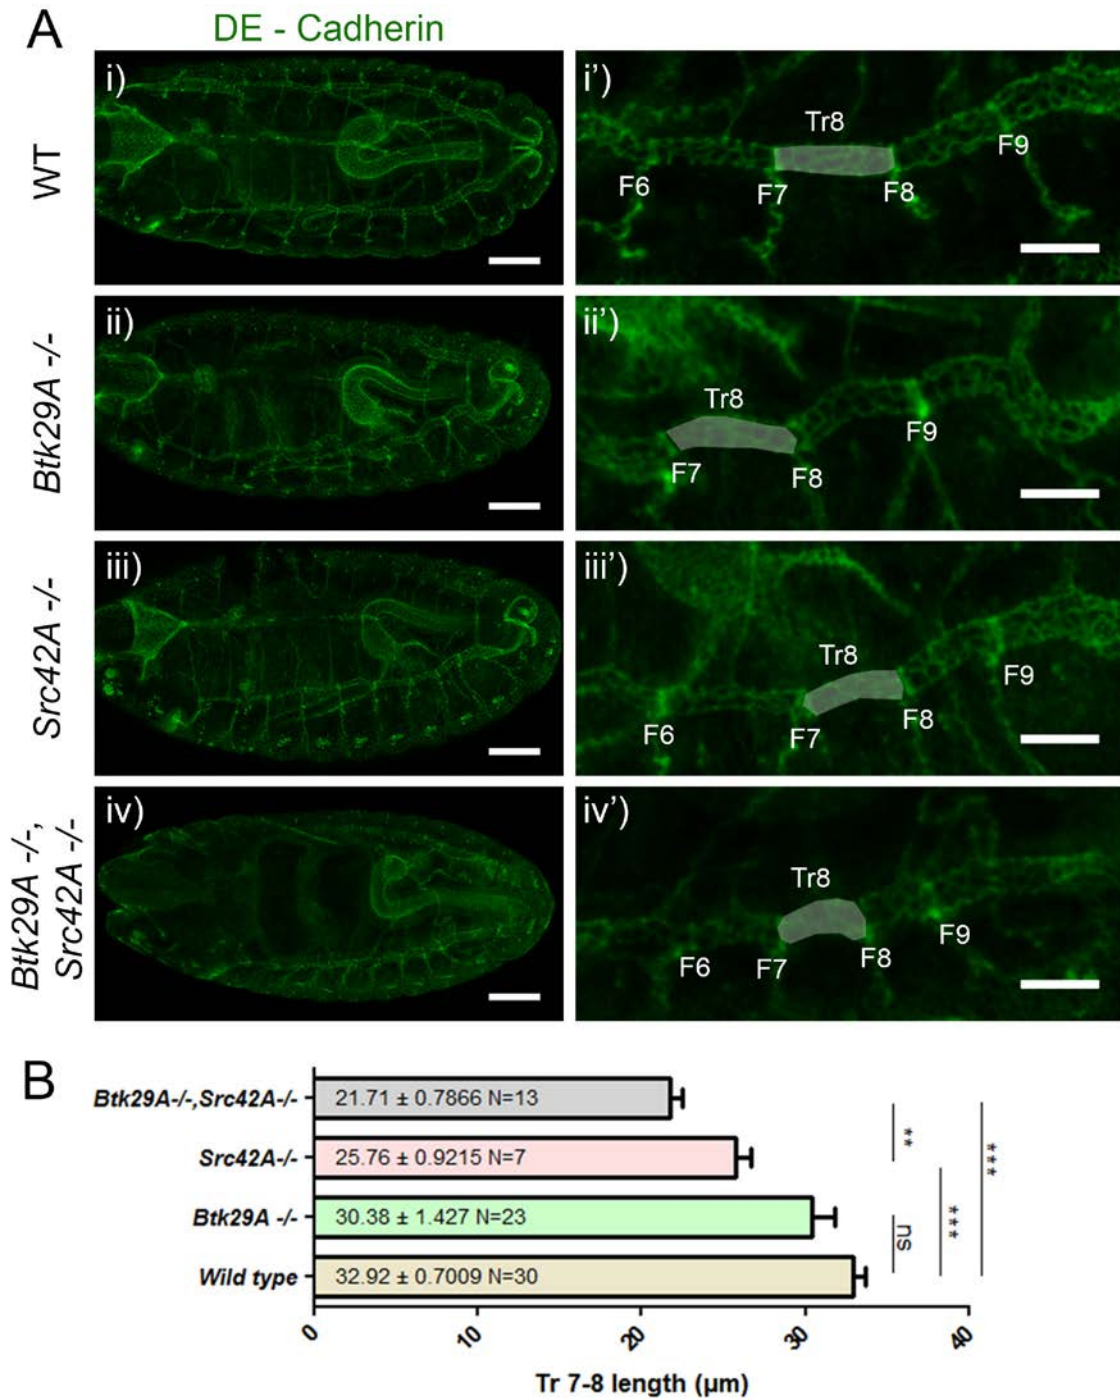 A
DE - Cadherin
WT
i)
i')
Tr8
F6
F7
F8
F9
Btk29A -/-
ii)
ii')
Tr8
F7
F8
F9
Src42A -/-
iii)
iii')
Tr8
F6
F7
F8
F9
Btk29A -/-,
Src42A -/-
iv)
iv')
Tr8
F6
F7
F8
F9
B
Btk29A-/-,Src42A-/-
21.71 ± 0.7866 N=13
Src42A-/-
25.76 ± 0.9215 N=7
Btk29A -/-
30.38 ± 1.427 N=23
Wild type
32.92 ± 0.7009 N=30
**
***
***
ns
0
10
20
30
40
Tr 7-8 length (μm)